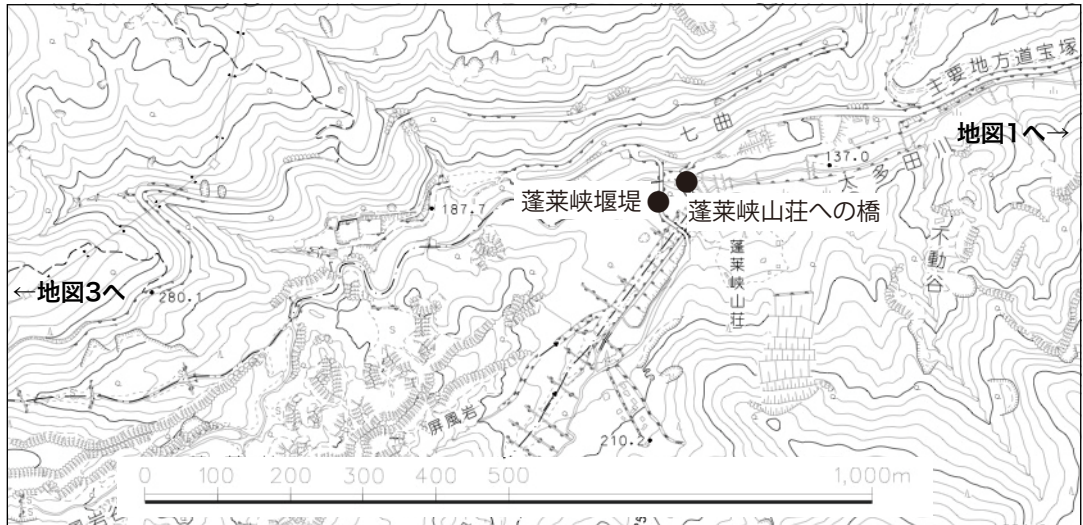 主要地方道宝塚
地図1へ→
七曲
137.0
太多田川
蓬莱峡堰堤
蓬莱峡山荘への橋
187.7
蓬莱峡山荘
不動谷
←地図3へ
280.1
屏風岩
210.2
0 100 200 300 400 500 1,000m